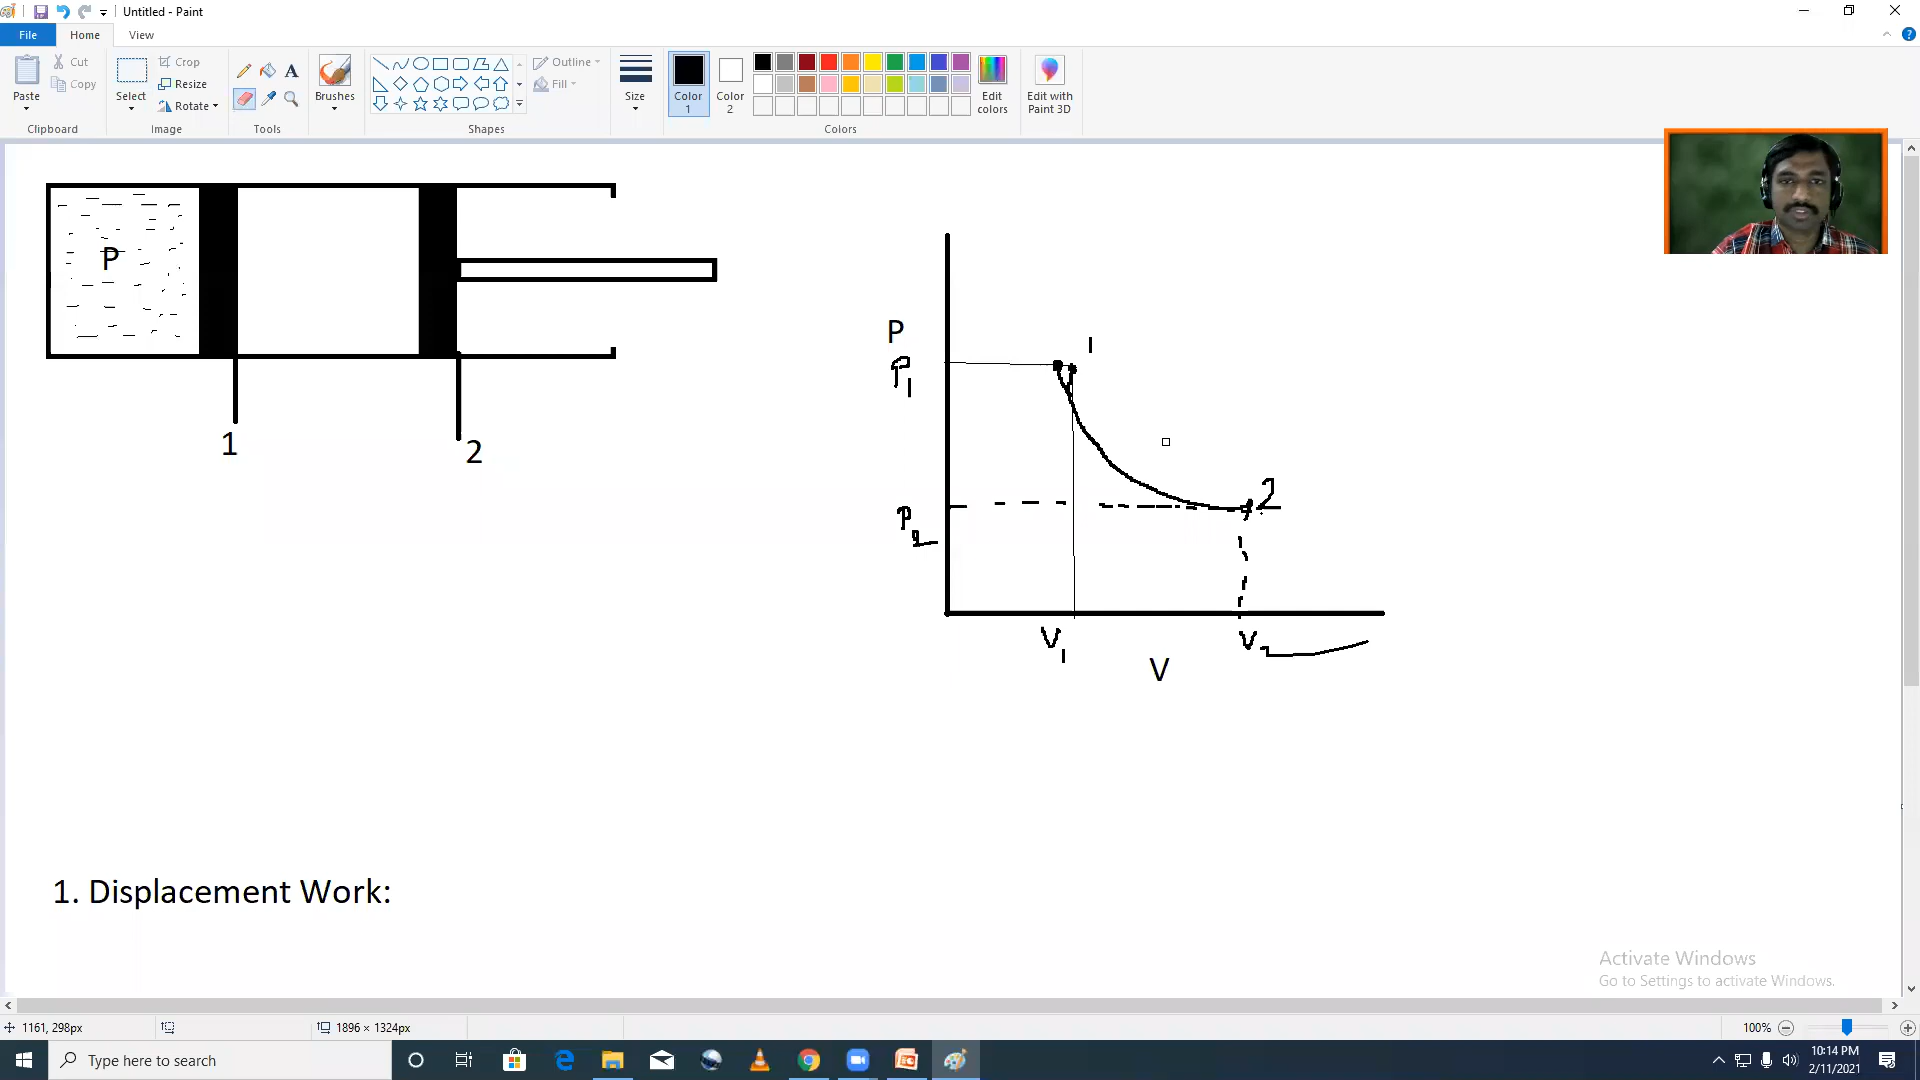 Untitled - Paint
File Home View
Paste
Cut
Copy
Clipboard
Select
Crop
Resize
Rotate
Image
Tools
Brushes
Shapes
Outline
Fill
Size
Color
1
Color
2
Edit
colors
Colors
Edit with
Paint 3D
P
1
2
P
P1
1
P2
2
V1
V2
V
1. Displacement Work:
Activate Windows
Go to Settings to activate Windows.
1161, 298px
1896 × 1324px
100%
Type here to search
10:14 PM
2/11/2021